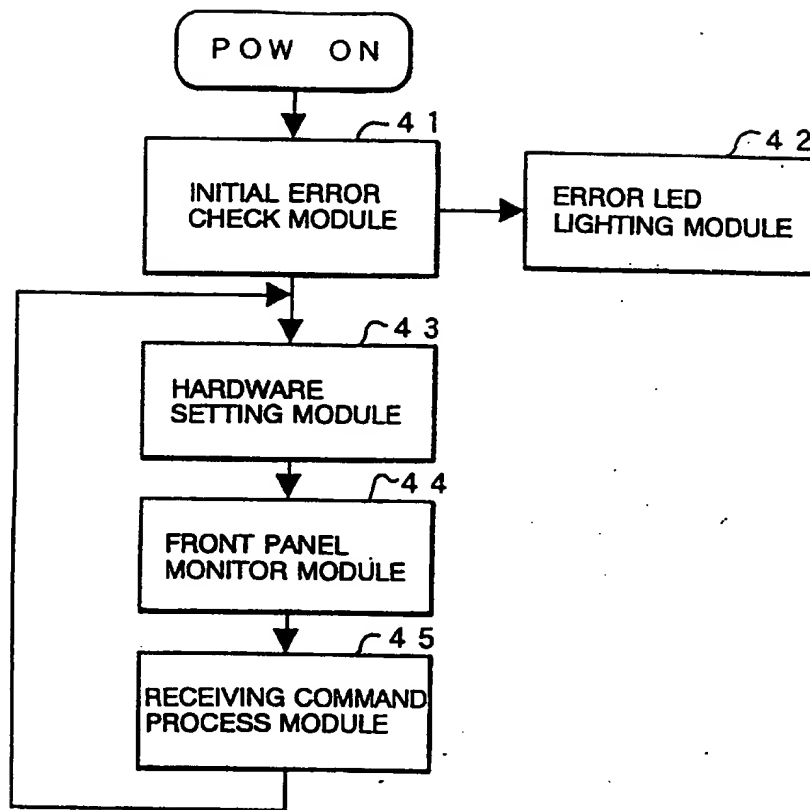 POW ON
41
INITIAL ERROR
CHECK MODULE
42
ERROR LED
LIGHTING MODULE
43
HARDWARE
SETTING MODULE
44
FRONT PANEL
MONITOR MODULE
45
RECEIVING COMMAND
PROCESS MODULE